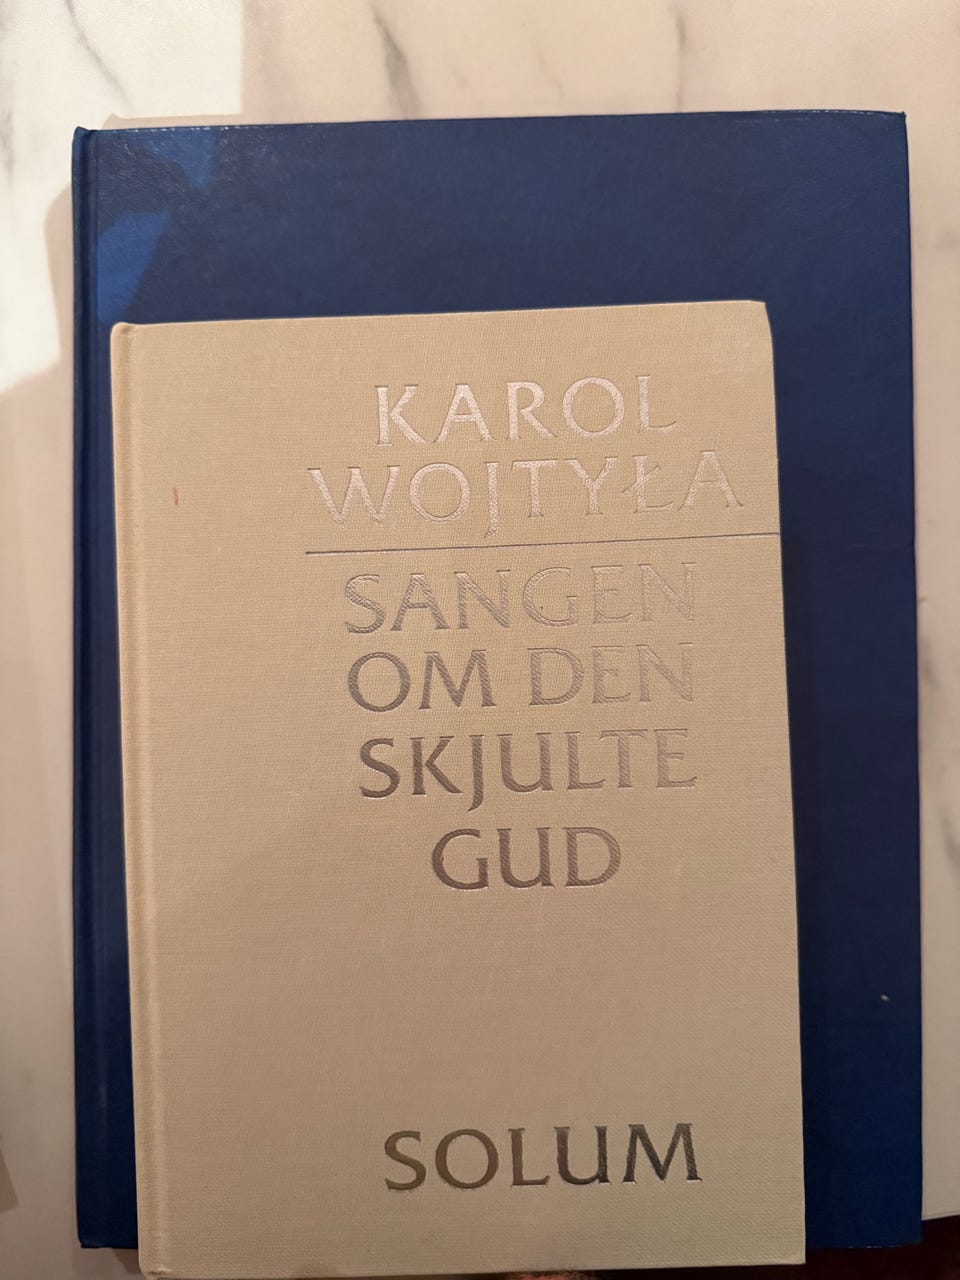 KAROL
WOJTYŁA
SANGEN
OM DEN
SKJULTE
GUD
SOLUM